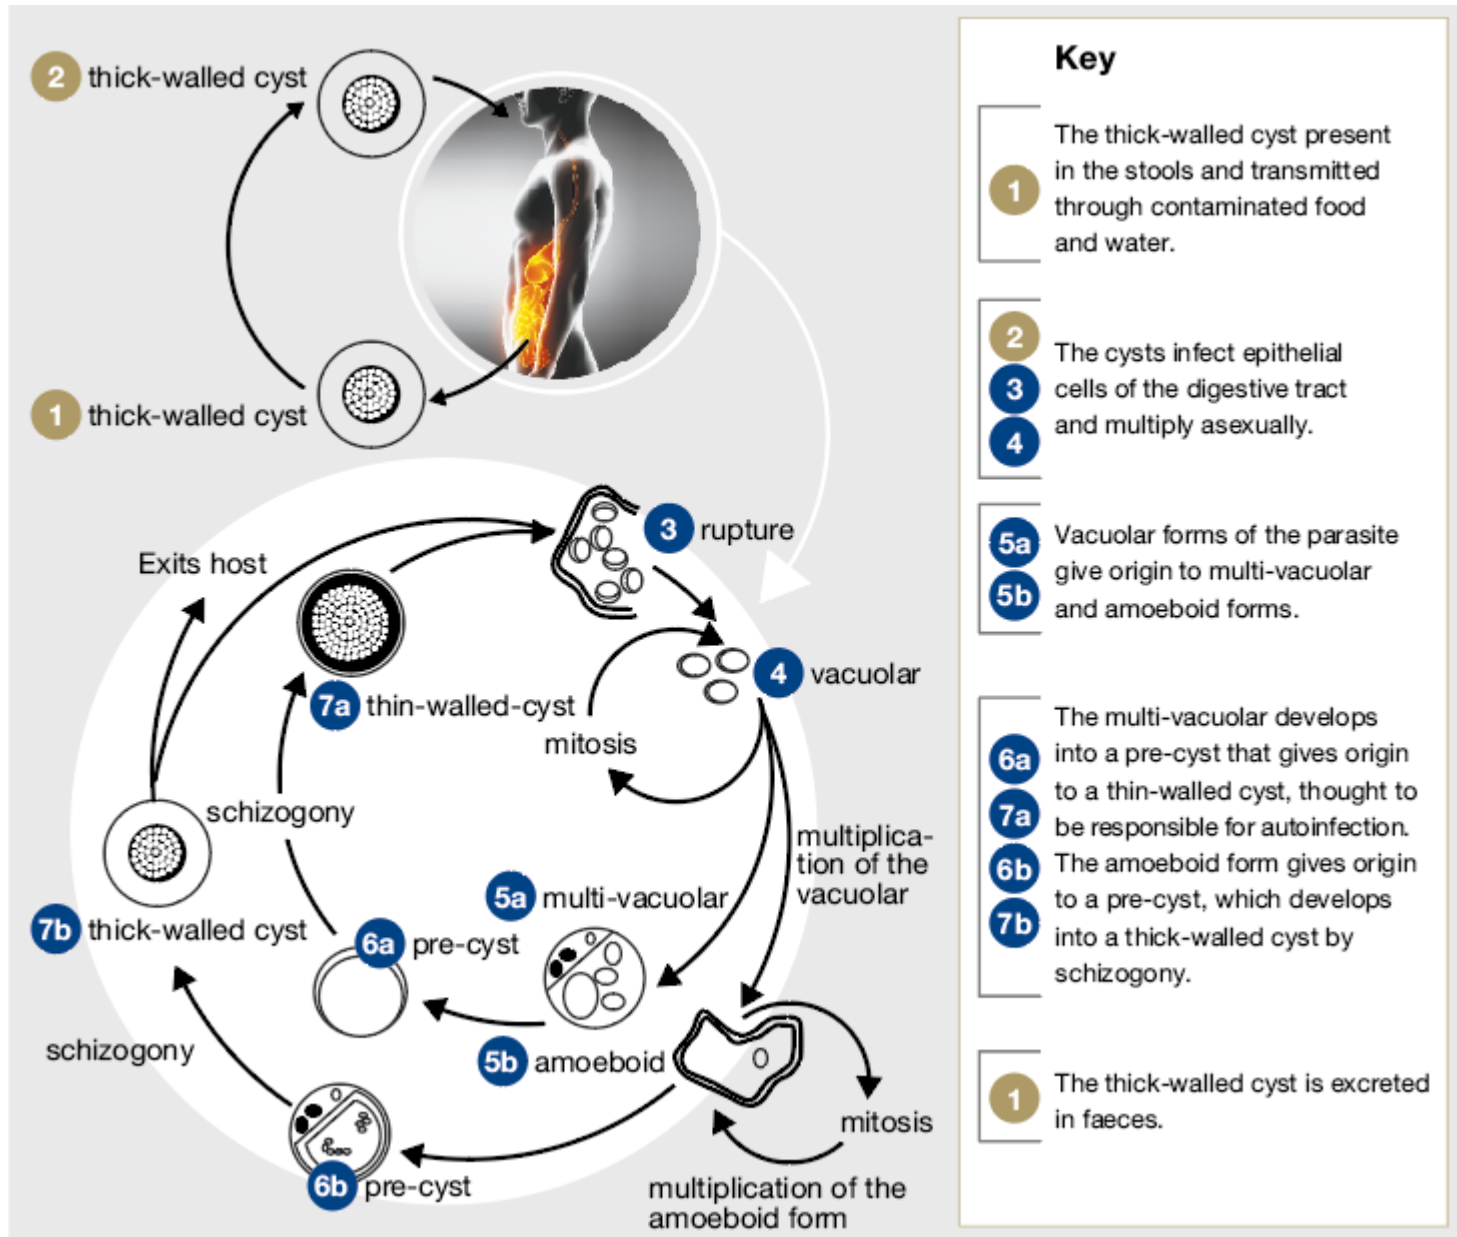 2 thick-walled cyst
1 thick-walled cyst
3 rupture
Exits host
4 vacuolar
7a thin-walled-cyst
mitosis
schizogony
multiplica-
tion of the
vacuolar
5a multi-vacuolar
7b thick-walled cyst
6a pre-cyst
schizogony
5b amoeboid
mitosis
6b pre-cyst
multiplication of the
amoeboid form
Key
1
The thick-walled cyst present
in the stools and transmitted
through contaminated food
and water.
2
3
4
The cysts infect epithelial
cells of the digestive tract
and multiply asexually.
5a
5b
Vacuolar forms of the parasite
give origin to multi-vacuolar
and amoeboid forms.
6a
7a
6b
7b
The multi-vacuolar develops
into a pre-cyst that gives origin
to a thin-walled cyst, thought to
be responsible for autoinfection.
The amoeboid form gives origin
to a pre-cyst, which develops
into a thick-walled cyst by
schizogony.
1
The thick-walled cyst is excreted
in faeces.